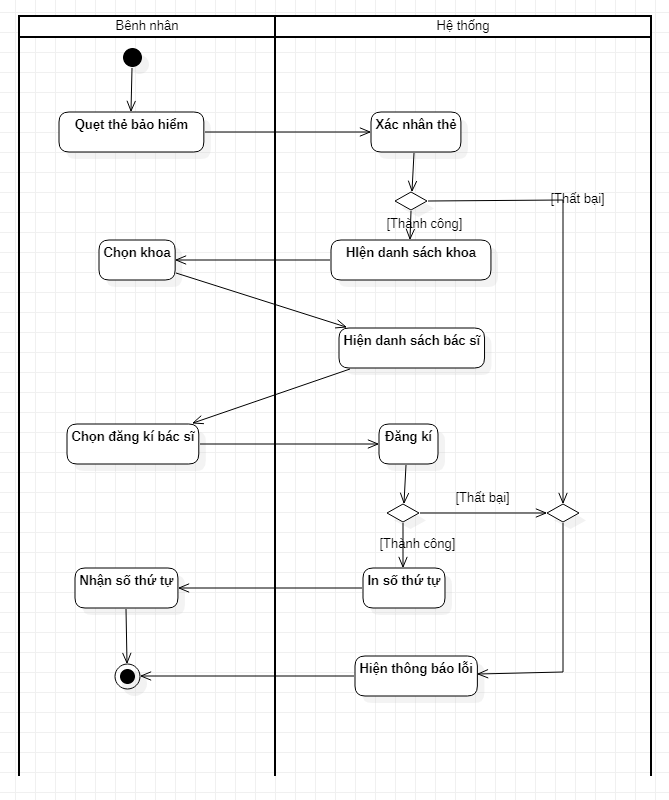 Bênh nhân
Hệ thống
Quẹt thẻ bảo hiểm
Xác nhân thẻ
[Thất bại]
[Thành công]
Chọn khoa
HIện danh sách khoa
Hiện danh sách bác sĩ
Chọn đăng kí bác sĩ
Đăng kí
[Thất bại]
[Thành công]
Nhận số thứ tự
In số thứ tự
Hiện thông báo lỗi